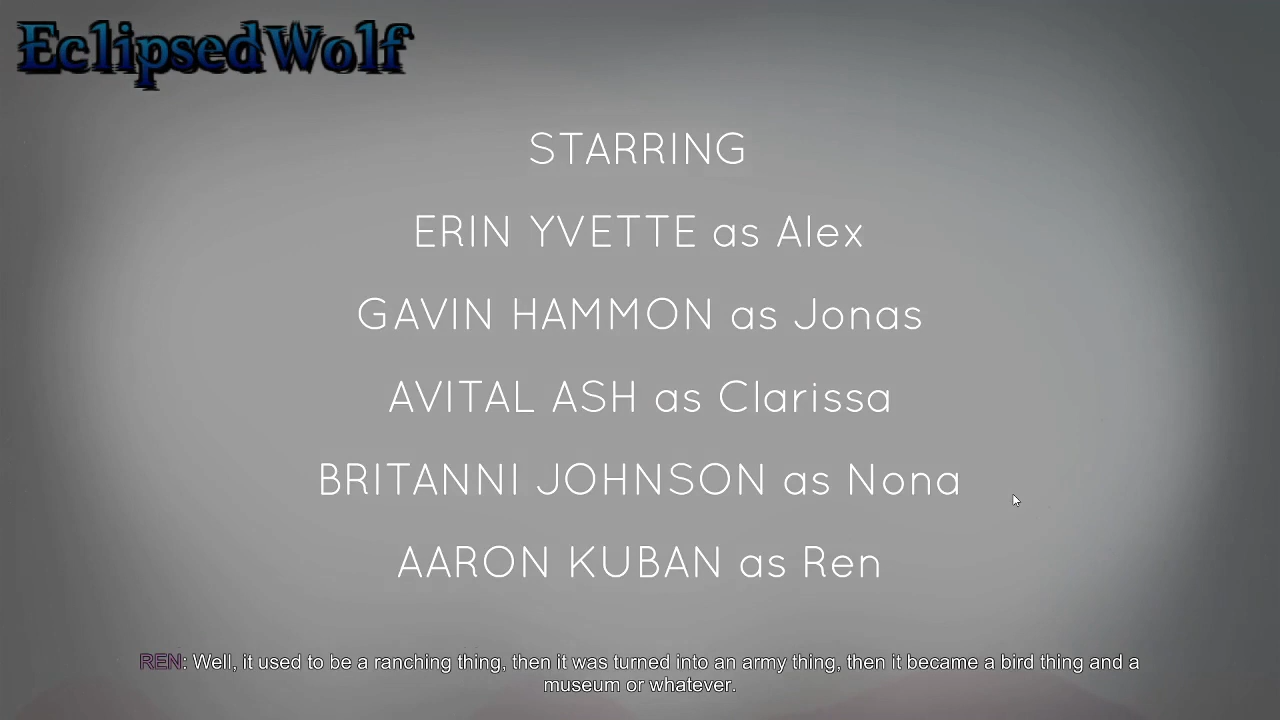 EclipsedWolf
STARRING
ERIN YVETTE as Alex
GAVIN HAMMON as Jonas
AVITAL ASH as Clarissa
BRITANNI JOHNSON as Nona
AARON KUBAN as Ren
REN: Well, it used to be a ranching thing, then it was turned into an army thing, then it became a bird thing and a
museum or whatever.